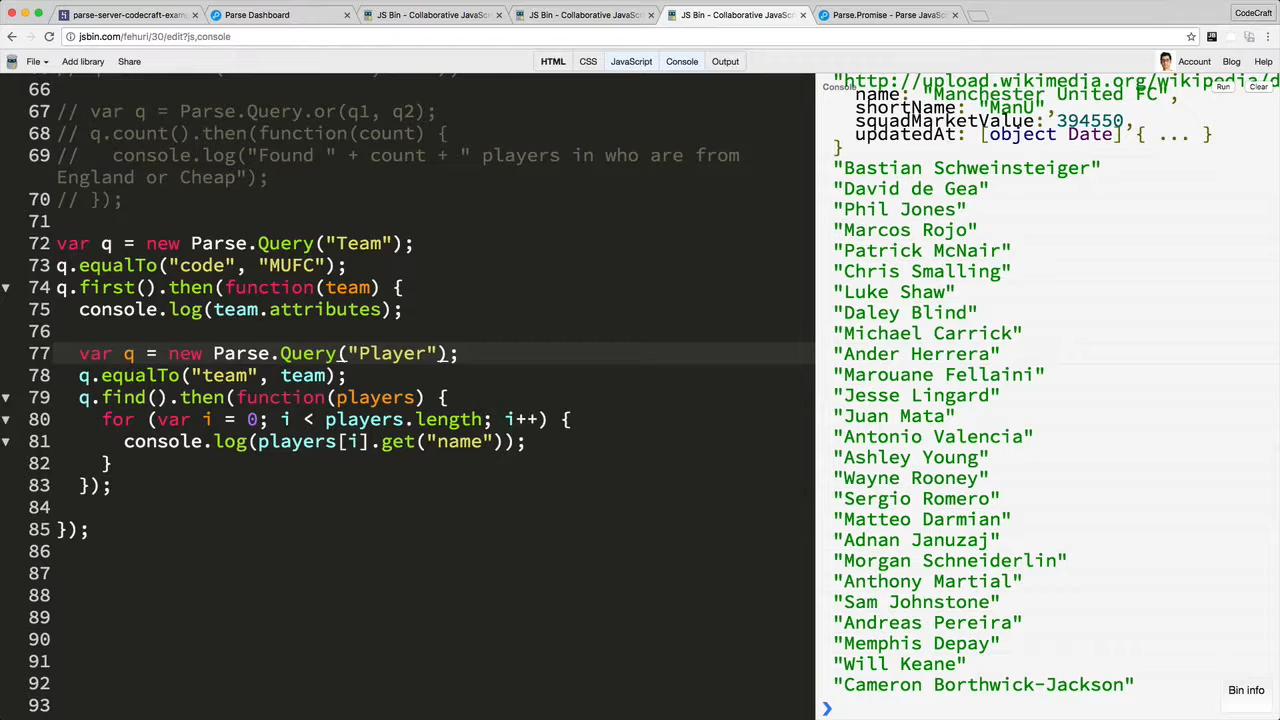 parse-server-codecraft-exam
Parse Dashboard
JS Bin - Collaborative JavaScr
JS Bin - Collaborative JavaScr
JS Bin - Collaborative JavaScr
Parse.Promise - Parse JavaSc
CodeCraft
jsbin.com/fehuri/30/edit?js,console
File
Add library
Share
HTML
CSS
JavaScript
Console
Output
Account
Blog
Help
66
67 // var q = Parse.Query.or(q1, q2);
68 // q.count().then(function(count) {
69 //   console.log("Found " + count + " players in who are from
England or Cheap");
70 // });
71
72 var q = new Parse.Query("Team");
73 q.equalTo("code", "MUFC");
74 q.first().then(function(team) {
75   console.log(team.attributes);
76
77   var q = new Parse.Query("Player");
78   q.equalTo("team", team);
79   q.find().then(function(players) {
80     for (var i = 0; i < players.length; i++) {
81       console.log(players[i].get("name"));
82     }
83   });
84
85 });
86
87
88
89
90
91
92
93
Console
Run
Clear
"http://upload.wikimedia.org/wikipedia/d
name: "Manchester United FC",
shortName: "ManU",
squadMarketValue: 394550,
updatedAt: [object Date] { ... }
}
"Bastian Schweinsteiger"
"David de Gea"
"Phil Jones"
"Marcos Rojo"
"Patrick McNair"
"Chris Smalling"
"Luke Shaw"
"Daley Blind"
"Michael Carrick"
"Ander Herrera"
"Marouane Fellaini"
"Jesse Lingard"
"Juan Mata"
"Antonio Valencia"
"Ashley Young"
"Wayne Rooney"
"Sergio Romero"
"Matteo Darmian"
"Adnan Januzaj"
"Morgan Schneiderlin"
"Anthony Martial"
"Sam Johnstone"
"Andreas Pereira"
"Memphis Depay"
"Will Keane"
"Cameron Borthwick-Jackson"
Bin info